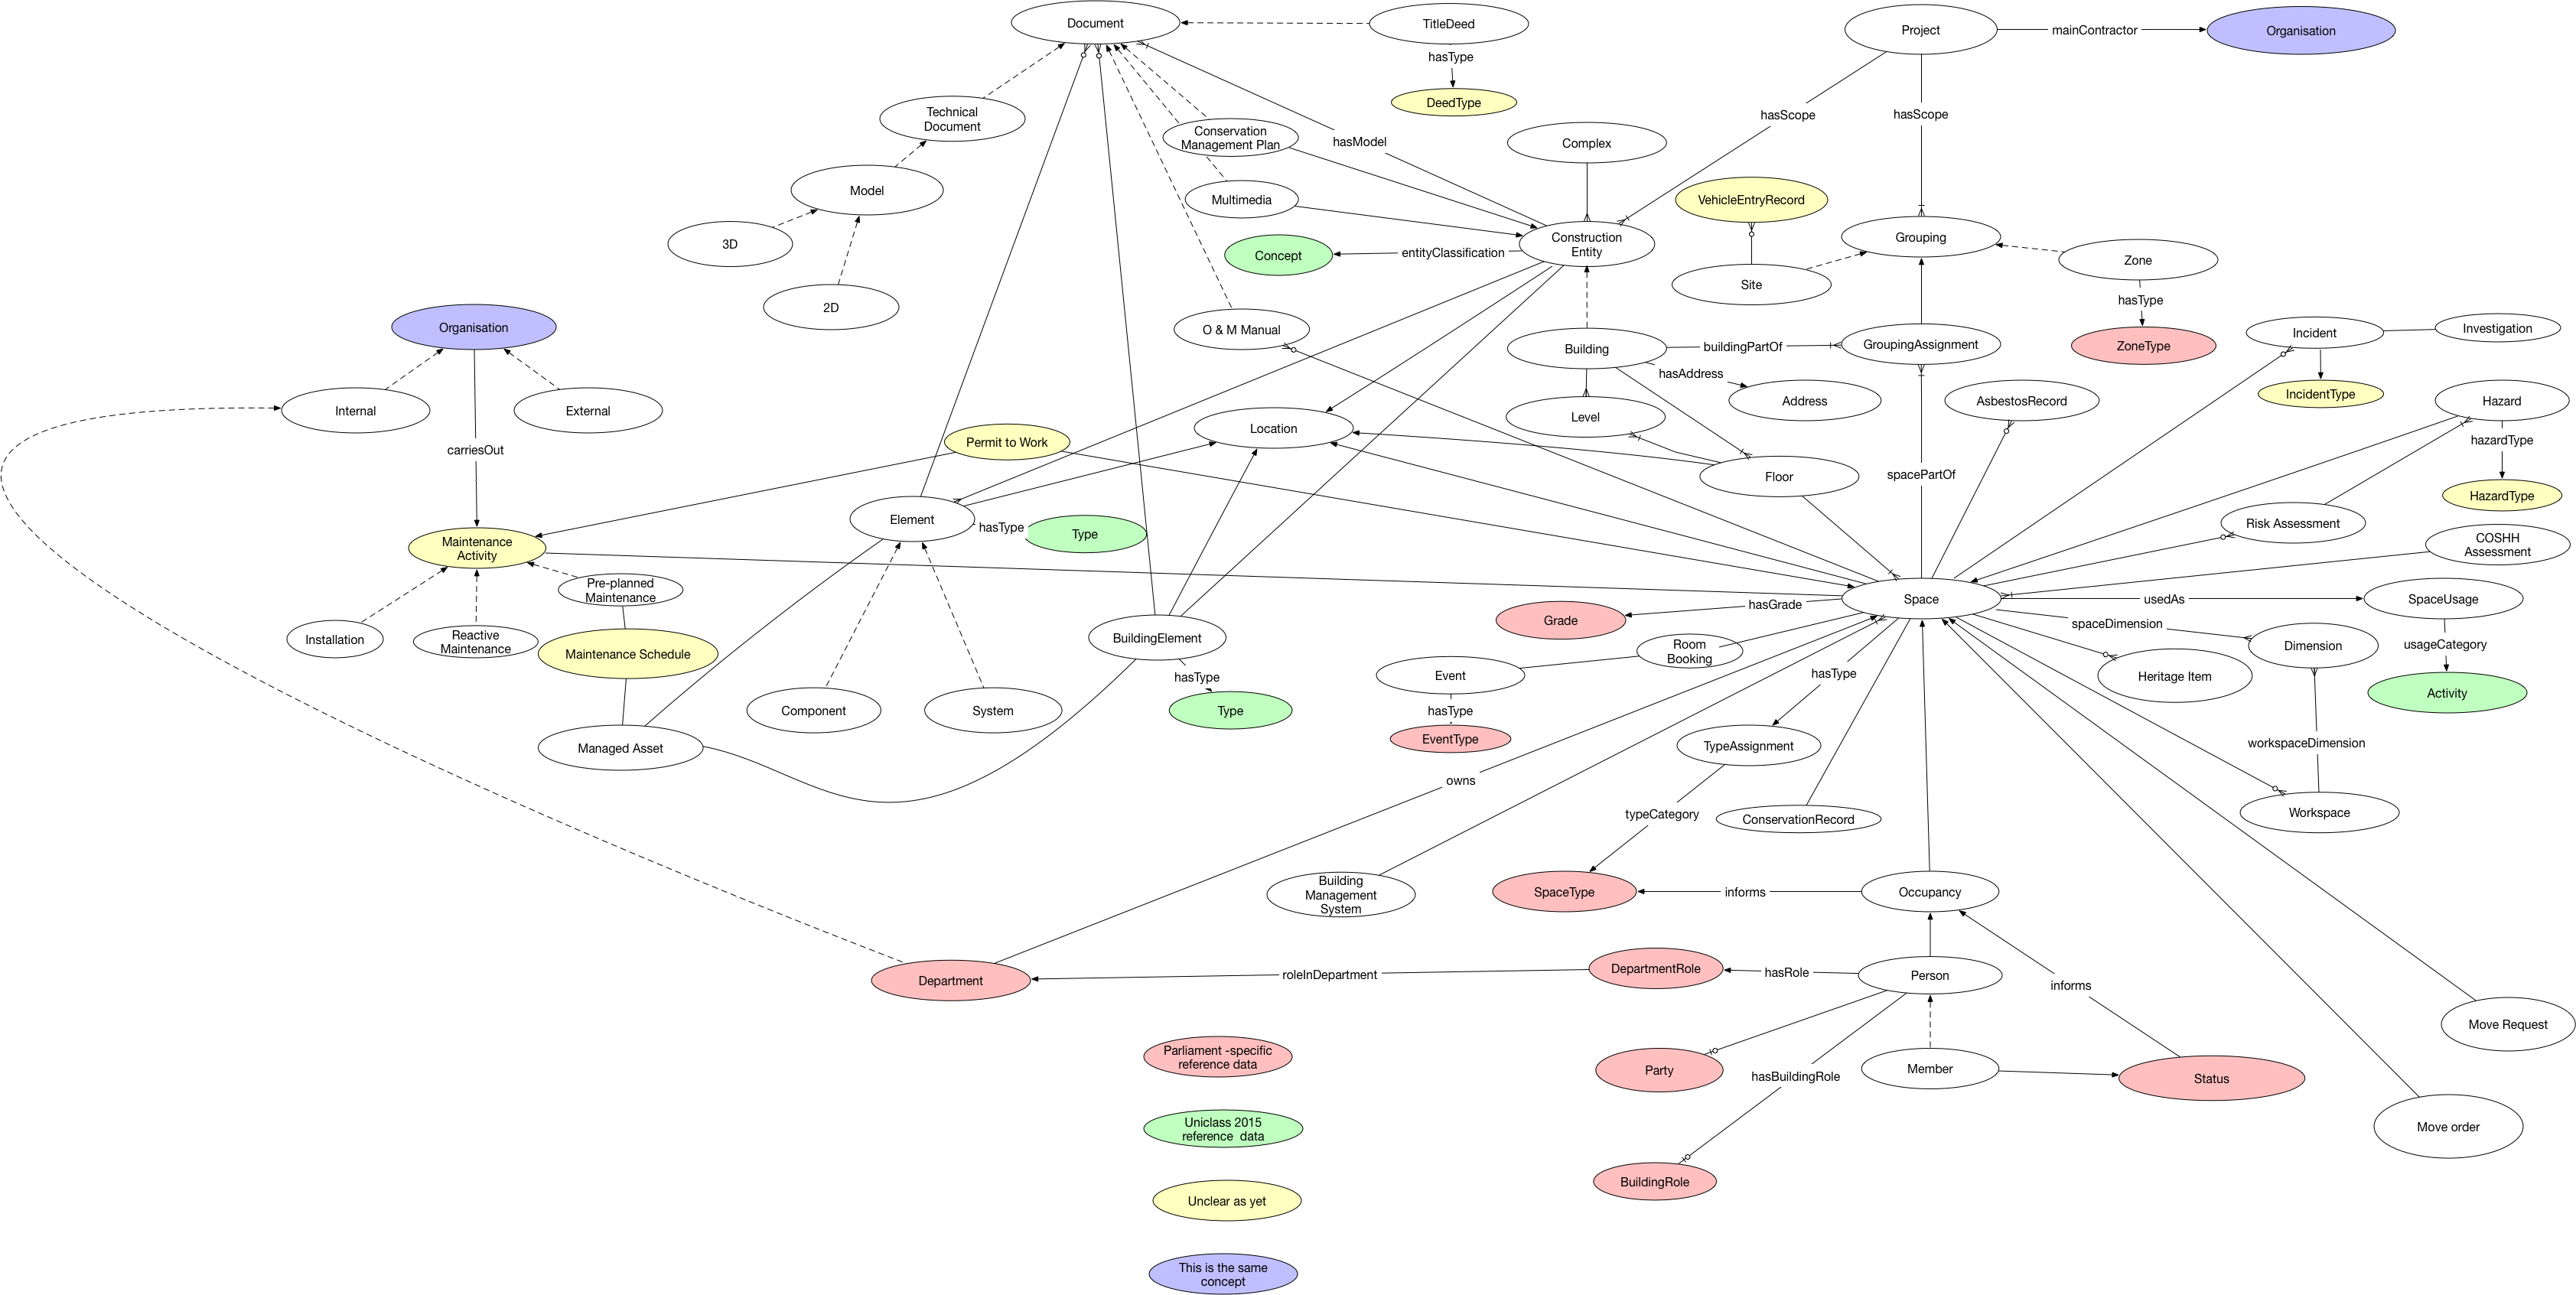 Document
TitleDeed
Project
mainContractor
Organisation
hasType
DeedType
Technical
Document
Conservation
Management Plan
hasModel
Complex
hasScope
hasScope
Model
Multimedia
VehicleEntryRecord
3D
Concept
entityClassification
Construction
Entity
Grouping
Zone
Site
2D
hasType
Organisation
O & M Manual
Building
buildingPartOf
GroupingAssignment
ZoneType
Incident
Investigation
hasAddress
Internal
External
Level
Address
AsbestosRecord
IncidentType
Hazard
Location
Permit to Work
carriesOut
hazardType
Floor
spacePartOf
HazardType
Element
hasType
Type
Risk Assessment
Maintenance
Activity
COSHH
Assessment
Pre-planned
Maintenance
Space
usedAs
SpaceUsage
hasGrade
Grade
spaceDimension
Installation
Reactive
Maintenance
BuildingElement
Room
Booking
Dimension
usageCategory
Maintenance Schedule
Event
hasType
Heritage Item
hasType
Activity
Component
System
Type
hasType
EventType
Managed Asset
TypeAssignment
workspaceDimension
owns
typeCategory
ConservationRecord
Workspace
Building
Management
System
SpaceType
informs
Occupancy
Department
roleInDepartment
DepartmentRole
hasRole
Person
informs
Move Request
Parliament -specific
reference data
Party
hasBuildingRole
Member
Status
Uniclass 2015
reference data
Move order
Unclear as yet
BuildingRole
This is the same
concept